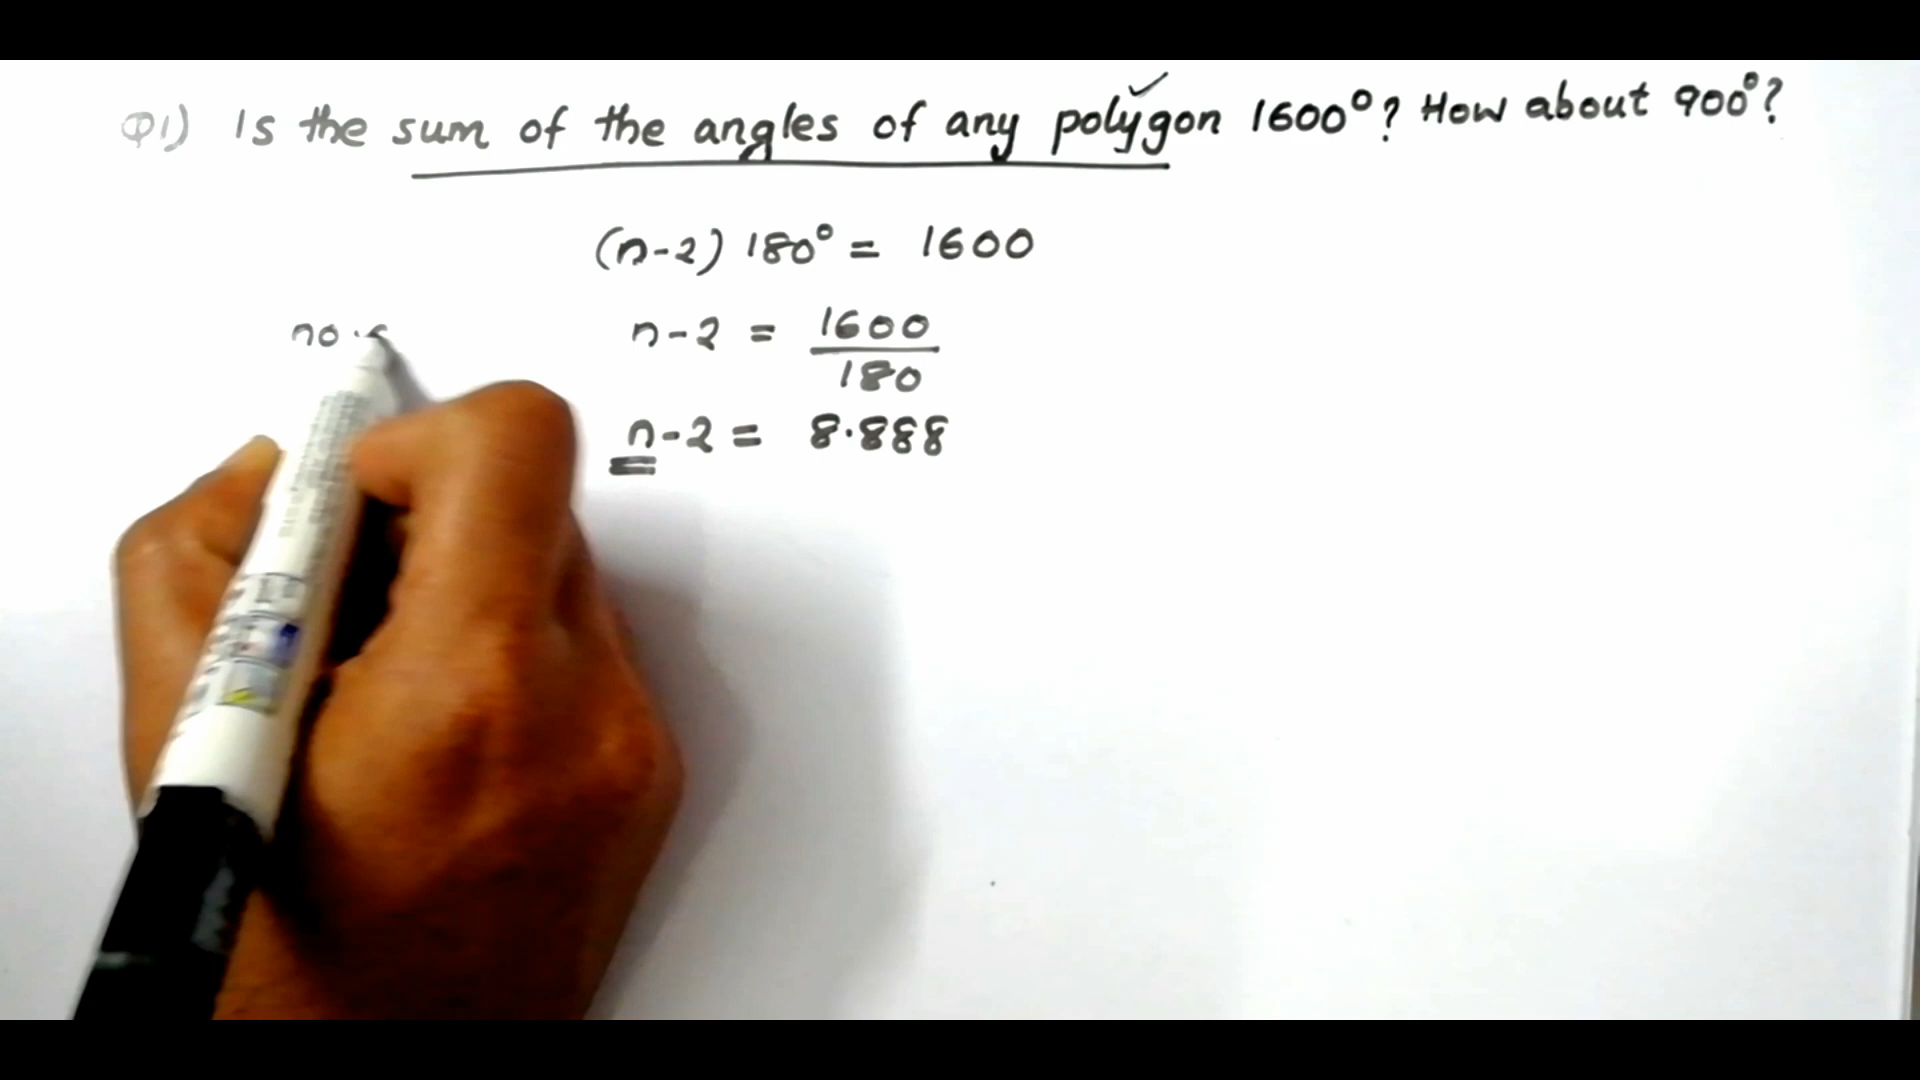 Q1) Is the sum of the angles of any polygon 1600°? How about 900°?
(n-2) 180° = 1600
n-2 = 1600/180
no.
n-2 = 8.888